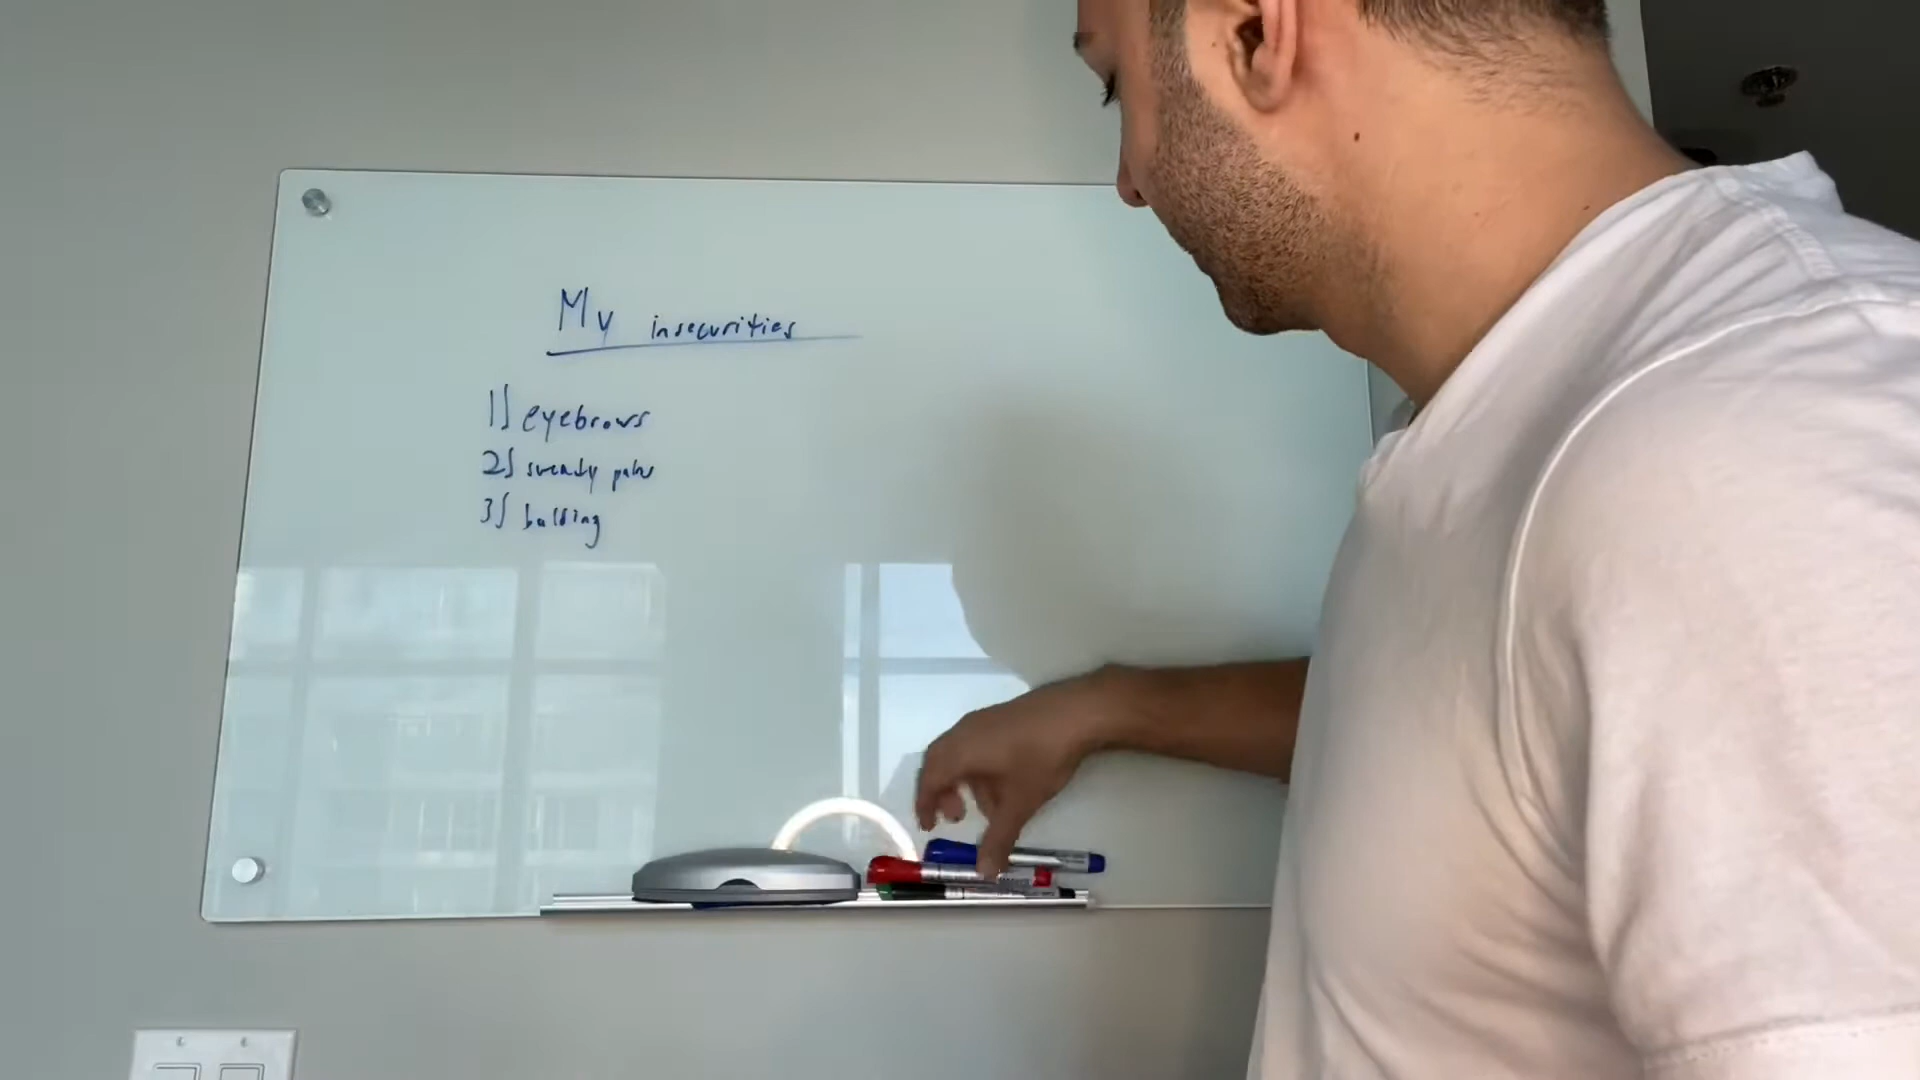 My insecurities
1) eyebrows
2) sweaty palms
3) balding